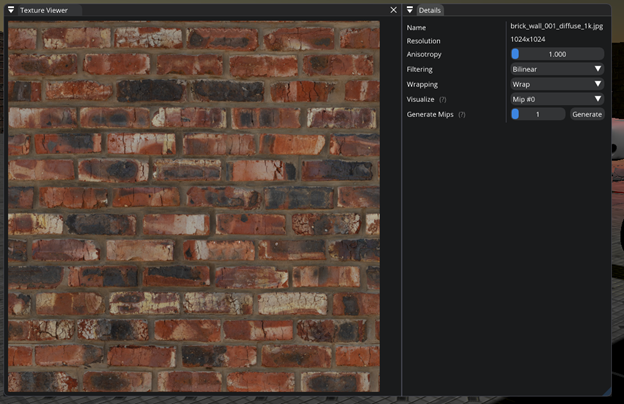 Texture Viewer
Details
Name brick_wall_001_diffuse_1k.jpg
Resolution 1024x1024
Anisotropy 1.000
Filtering Bilinear
Wrapping Wrap
Visualize (?) Mip #0
Generate Mips (?) 1 Generate